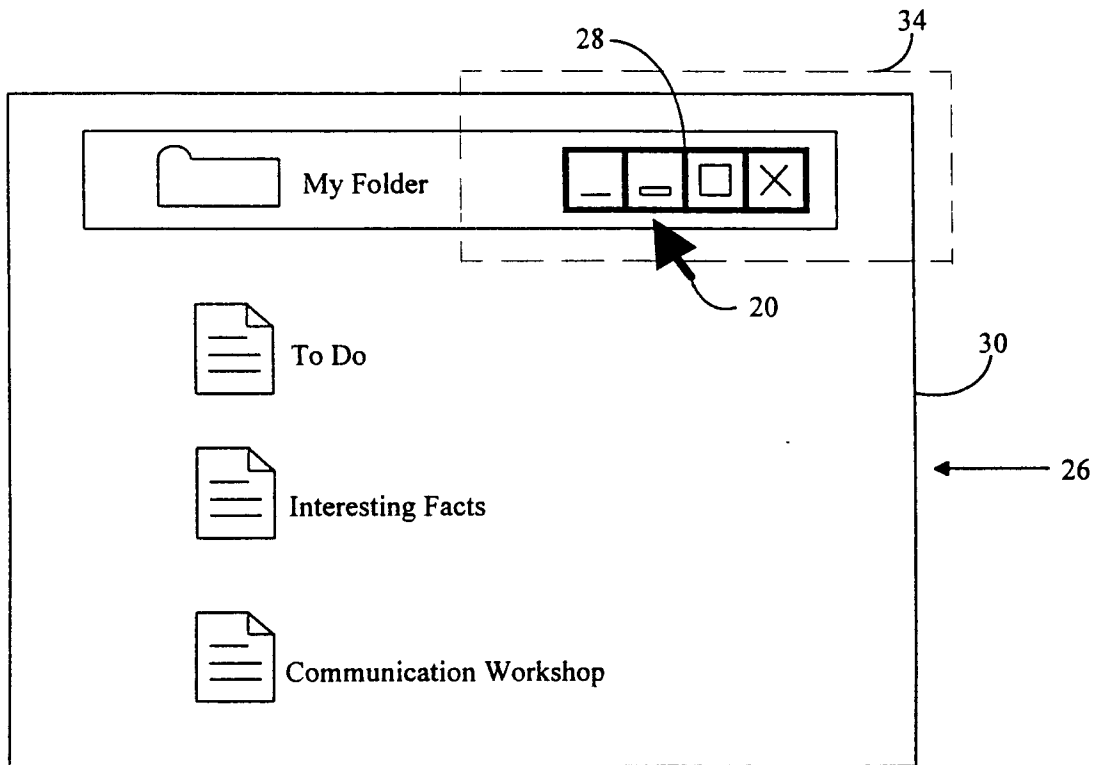 34
28
My Folder
20
To Do
30
26
Interesting Facts
Communication Workshop